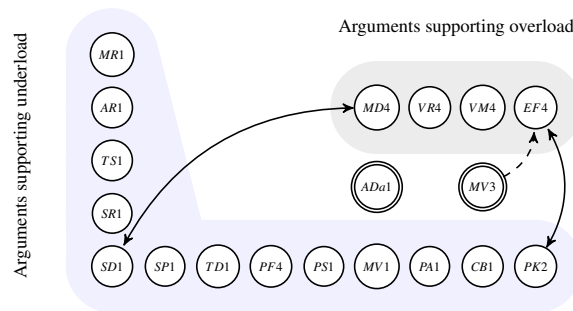 Arguments supporting overload
Arguments supporting underload
MR1
AR1
TS1
SR1
MD4 VR4 VM4 EF4
ADa1 MV3
SD1 SP1 TD1 PF4 PS1 MV1 PA1 CB1 PK2